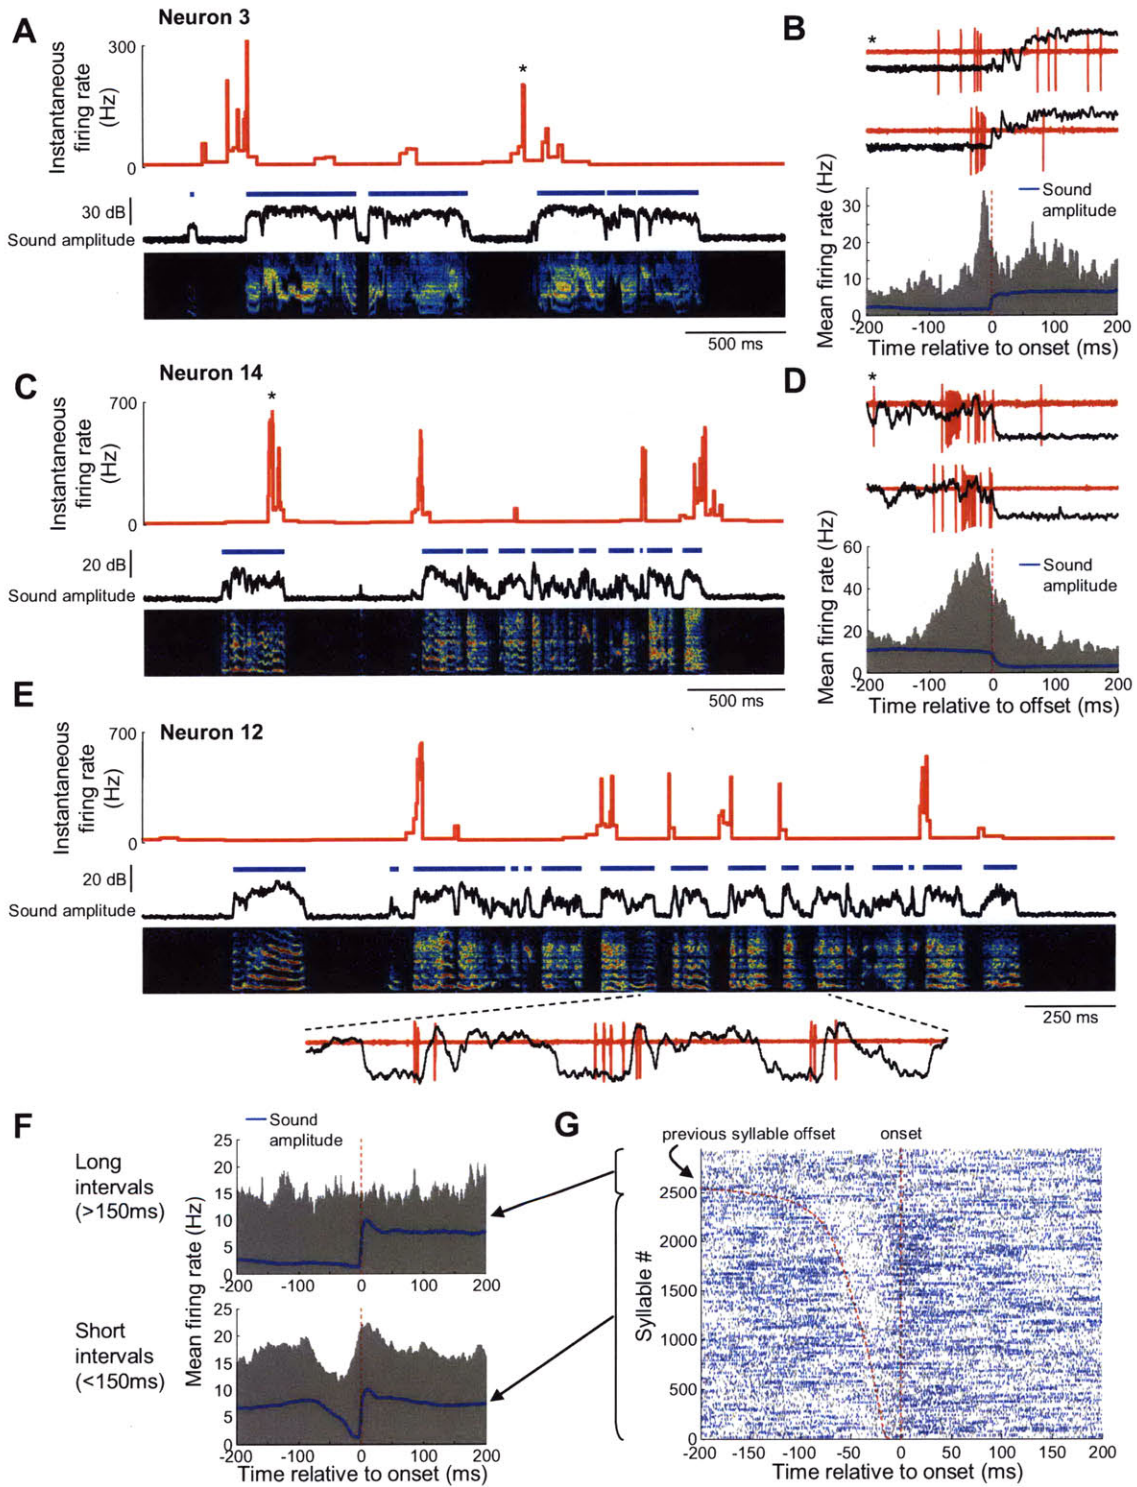 A
Neuron 3
Instantaneous
firing rate
(Hz)
300
0
30 dB
Sound amplitude
500 ms
*
B
*
Mean firing rate (Hz)
30
20
10
0
Sound
amplitude
-200 -100 0 100 200
Time relative to onset (ms)
C
Neuron 14
Instantaneous
firing rate
(Hz)
700
0
*
20 dB
Sound amplitude
500 ms
D
*
Mean firing rate (Hz)
60
40
20
0
Sound
amplitude
-200 -100 0 100 200
Time relative to offset (ms)
E
Neuron 12
Instantaneous
firing rate
(Hz)
700
0
20 dB
Sound amplitude
250 ms
F
Sound
amplitude
Long
intervals
(>150ms)
Mean firing rate (Hz)
25
20
15
10
5
0
-200 -100 0 100 200
Short
intervals
(<150ms)
25
20
15
10
5
0
-200 -100 0 100 200
Time relative to onset (ms)
G
previous syllable offset
onset
Syllable #
2500
2000
1500
1000
500
0
-200 -150 -100 -50 0 50 100 150 200
Time relative to onset (ms)